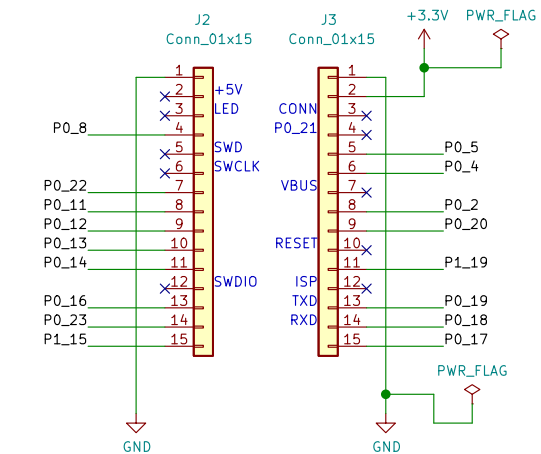 J2
Conn_01x15
J3
Conn_01x15
+3.3V
PWR_FLAG
1
2
+5V
3
LED
P0_8
4
5
SWD
6
SWCLK
P0_22
7
P0_11
8
P0_12
9
P0_13
10
P0_14
11
12
SWDIO
P0_16
13
P0_23
14
P1_15
15
GND
1
2
CONN
3
P0_21
4
5
P0_5
6
P0_4
VBUS
7
8
P0_2
9
P0_20
RESET
10
11
P1_19
ISP
12
TXD
13
P0_19
RXD
14
P0_18
15
P0_17
PWR_FLAG
GND